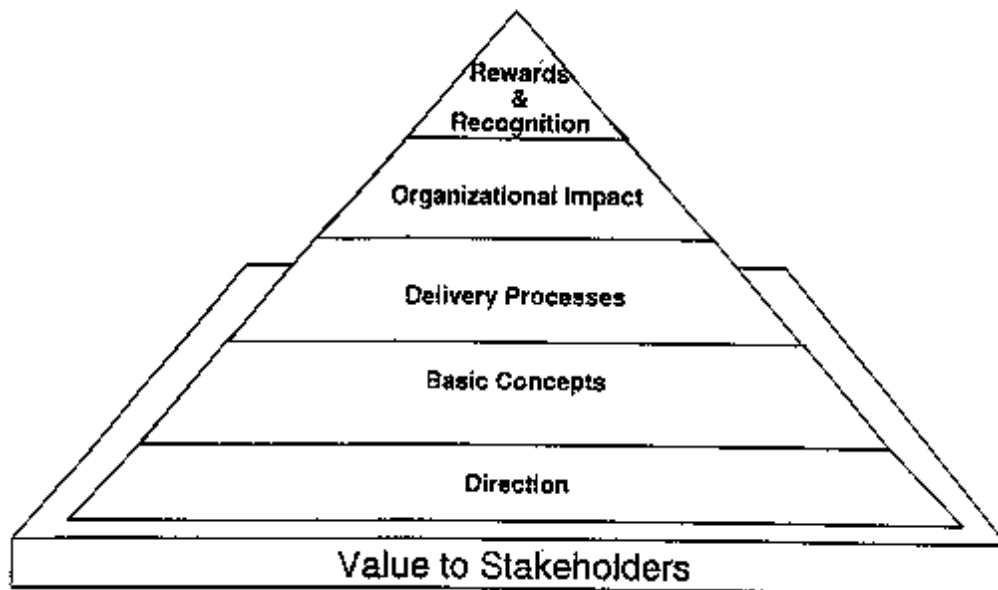 Rewards
&
Recognition
Organizational Impact
Delivery Processes
Basic Concepts
Direction
Value to Stakeholders